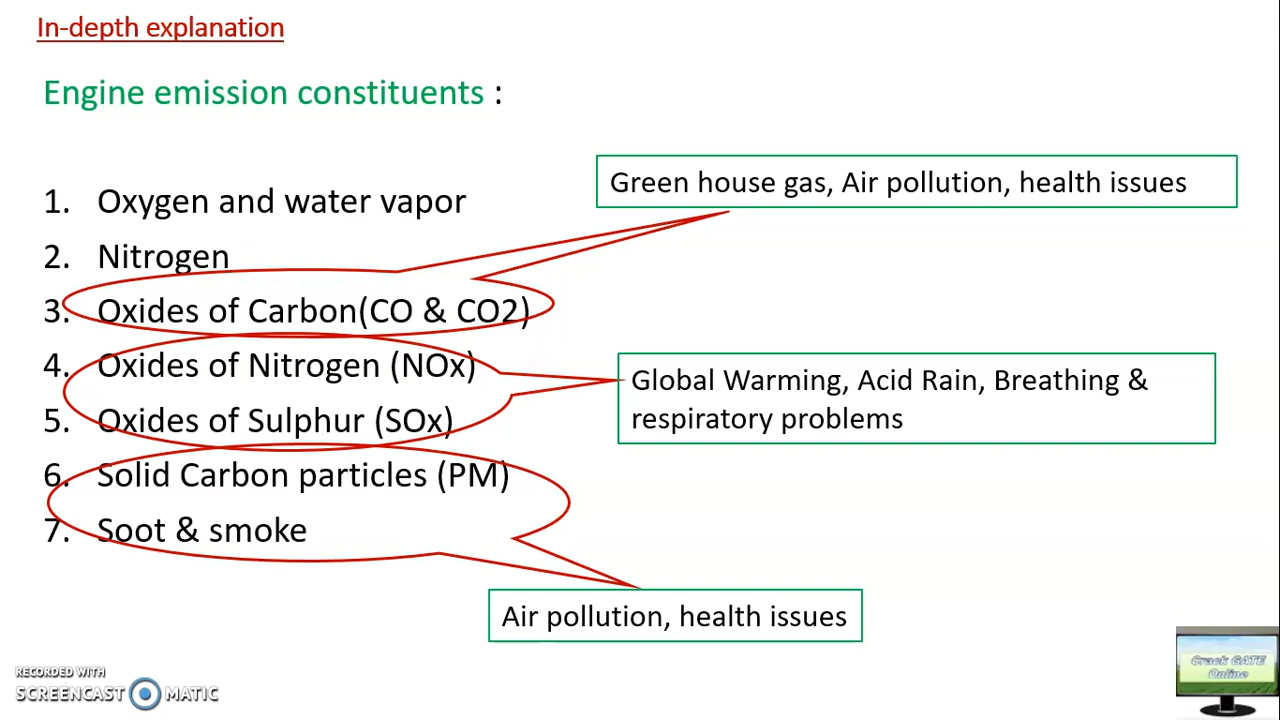 In-depth explanation
Engine emission constituents :
Green house gas, Air pollution, health issues
1. Oxygen and water vapor
2. Nitrogen
3. Oxides of Carbon(CO & CO2)
4. Oxides of Nitrogen (NOx)
Global Warming, Acid Rain, Breathing &
respiratory problems
5. Oxides of Sulphur (SOx)
6. Solid Carbon particles (PM)
7. Soot & smoke
Air pollution, health issues
RECORDED WITH
SCREENCAST MATIC
Crack GATE
Online